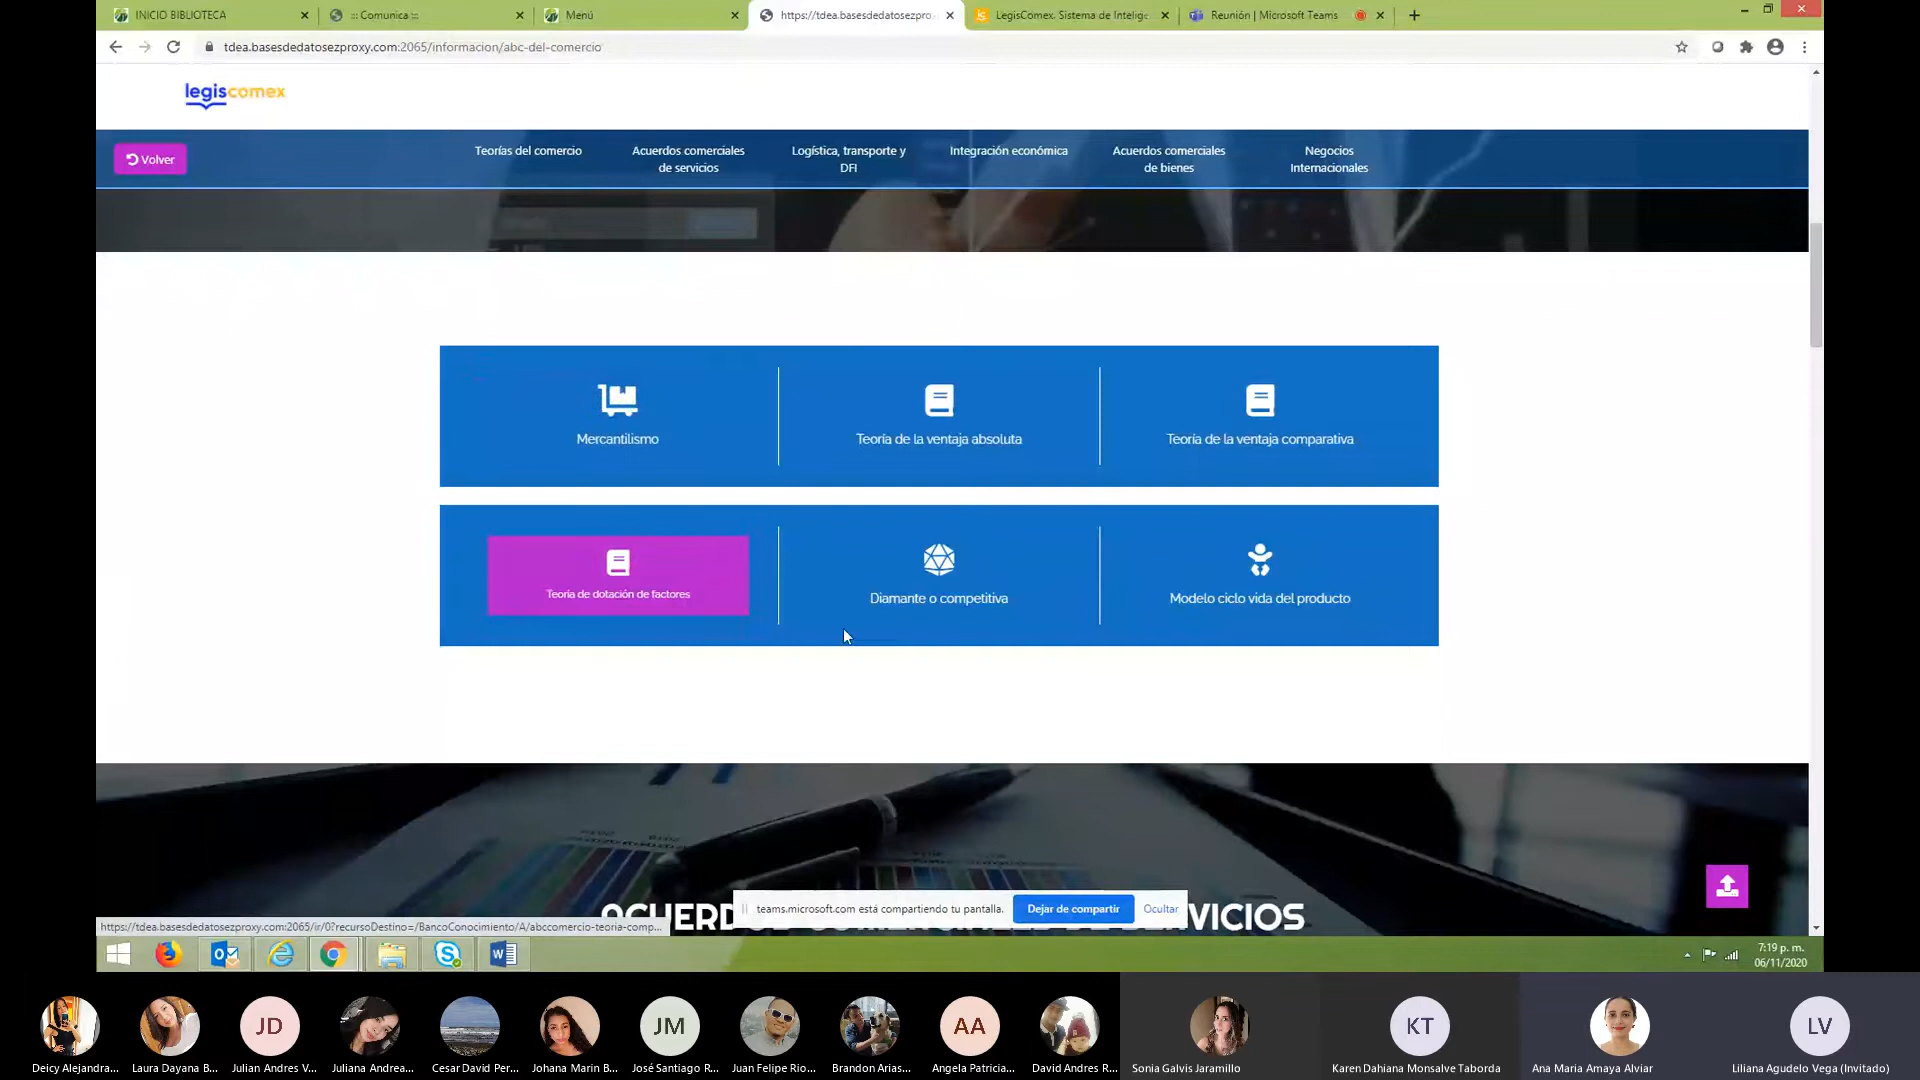 INICIO BIBLIOTECA
::: Comunica :::
Menú
https://tdea.basesdedatosezpro
LegisComex. Sistema de Intelig
Reunión | Microsoft Teams
tdea.basesdedatosezproxy.com:2065/informacion/abc-del-comercio
legiscomex
Volver
Teorías del comercio
Acuerdos comerciales
de servicios
Logística, transporte y
DFI
Integración económica
Acuerdos comerciales
de bienes
Negocios
Internacionales
Mercantilismo
Teoría de la ventaja absoluta
Teoría de la ventaja comparativa
Teoría de dotación de factores
Diamante o competitiva
Modelo ciclo vida del producto
teams.microsoft.com está compartiendo tu pantalla.
Dejar de compartir
Ocultar
https://tdea.basesdedatosezproxy.com:2065/ir/0?recursoDestino=/BancoConocimiento/A/abccomercio-teoria-comp...
7:19 p. m.
06/11/2020
JD
JM
AA
KT
LV
Deicy Alejandra...
Laura Dayana B...
Julian Andres V...
Juliana Andrea...
Cesar David Per...
Johana Marin B...
José Santiago R...
Juan Felipe Rio...
Brandon Arias...
Angela Patricia...
David Andres R...
Sonia Galvis Jaramillo
Karen Dahiana Monsalve Taborda
Ana Maria Amaya Alviar
Liliana Agudelo Vega (Invitado)